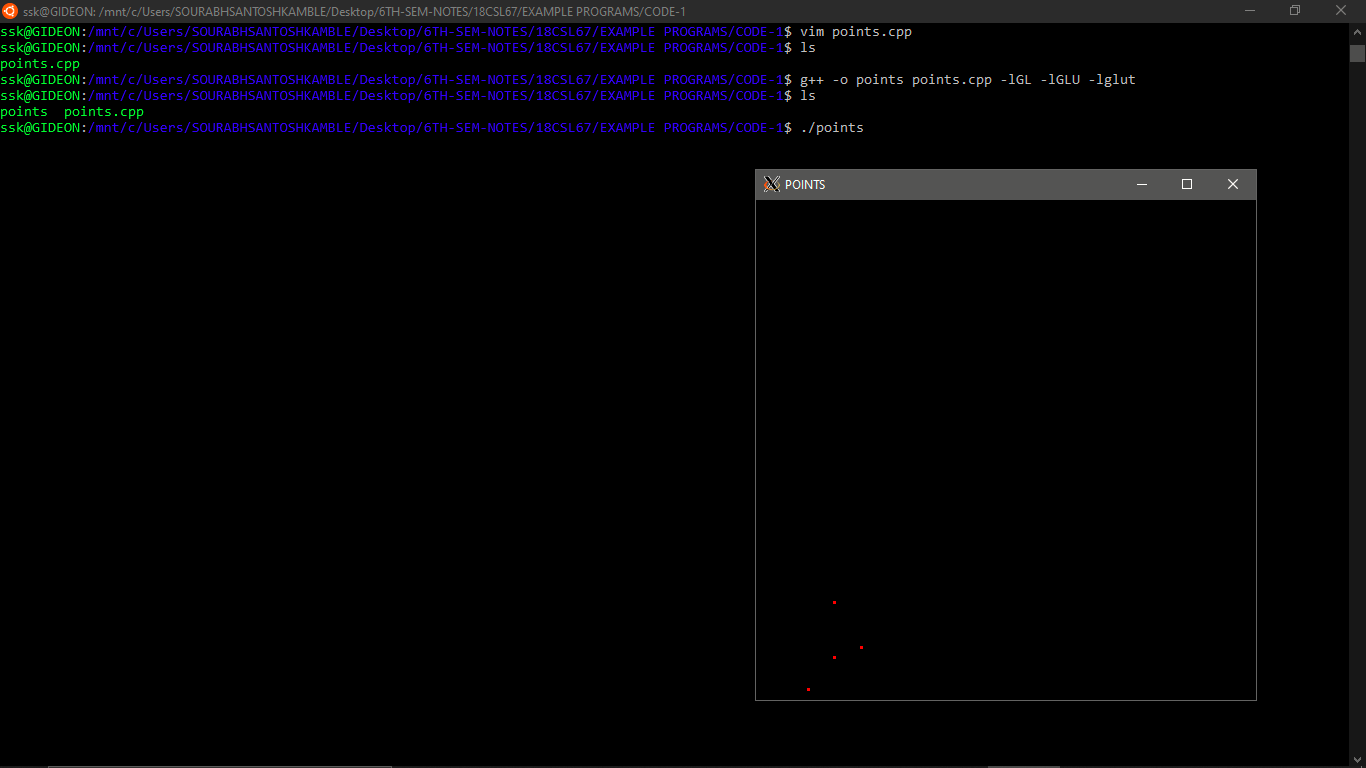 ssk@GIDEON: /mnt/c/Users/SOURABHSANTOSHKAMBLE/Desktop/6TH-SEM-NOTES/18CSL67/EXAMPLE PROGRAMS/CODE-1
ssk@GIDEON:/mnt/c/Users/SOURABHSANTOSHKAMBLE/Desktop/6TH-SEM-NOTES/18CSL67/EXAMPLE PROGRAMS/CODE-1$ vim points.cpp
ssk@GIDEON:/mnt/c/Users/SOURABHSANTOSHKAMBLE/Desktop/6TH-SEM-NOTES/18CSL67/EXAMPLE PROGRAMS/CODE-1$ ls
points.cpp
ssk@GIDEON:/mnt/c/Users/SOURABHSANTOSHKAMBLE/Desktop/6TH-SEM-NOTES/18CSL67/EXAMPLE PROGRAMS/CODE-1$ g++ -o points points.cpp -lGL -lGLU -lglut
ssk@GIDEON:/mnt/c/Users/SOURABHSANTOSHKAMBLE/Desktop/6TH-SEM-NOTES/18CSL67/EXAMPLE PROGRAMS/CODE-1$ ls
points  points.cpp
ssk@GIDEON:/mnt/c/Users/SOURABHSANTOSHKAMBLE/Desktop/6TH-SEM-NOTES/18CSL67/EXAMPLE PROGRAMS/CODE-1$ ./points
POINTS